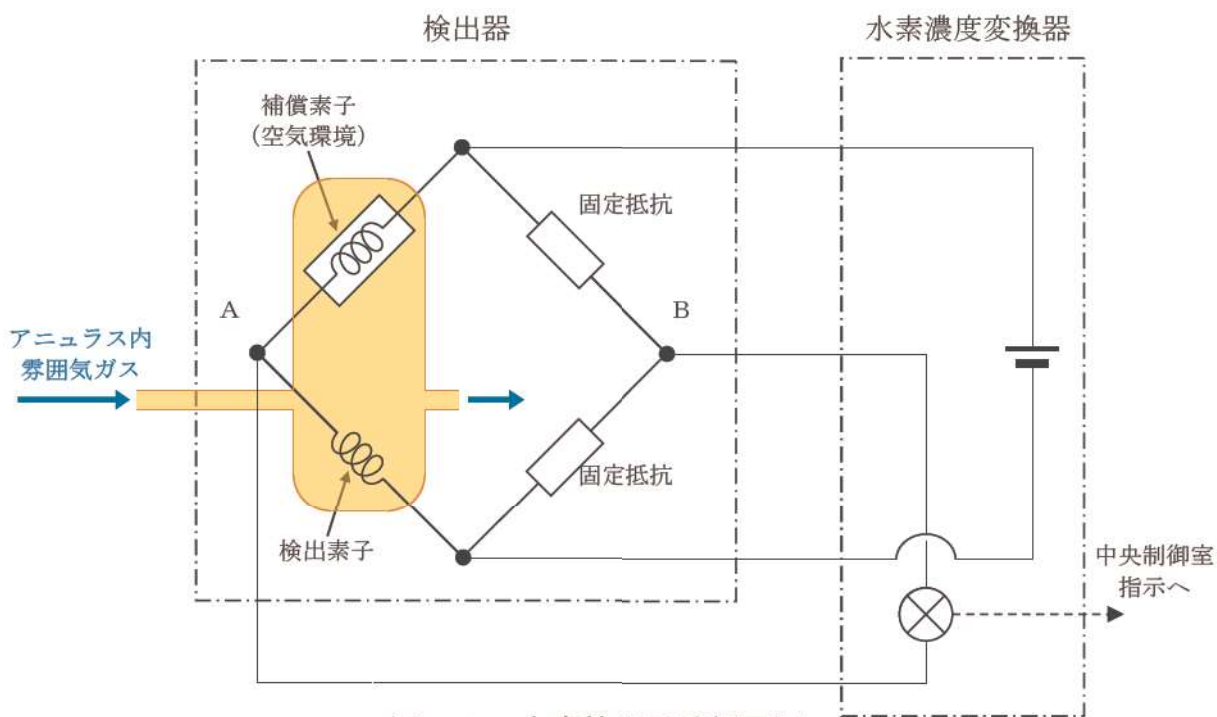 検出器
水素濃度変換器
補償素子
(空気環境)
固定抵抗
A
B
アニュラス内
雰囲気ガス
固定抵抗
検出素子
中央制御室
指示へ